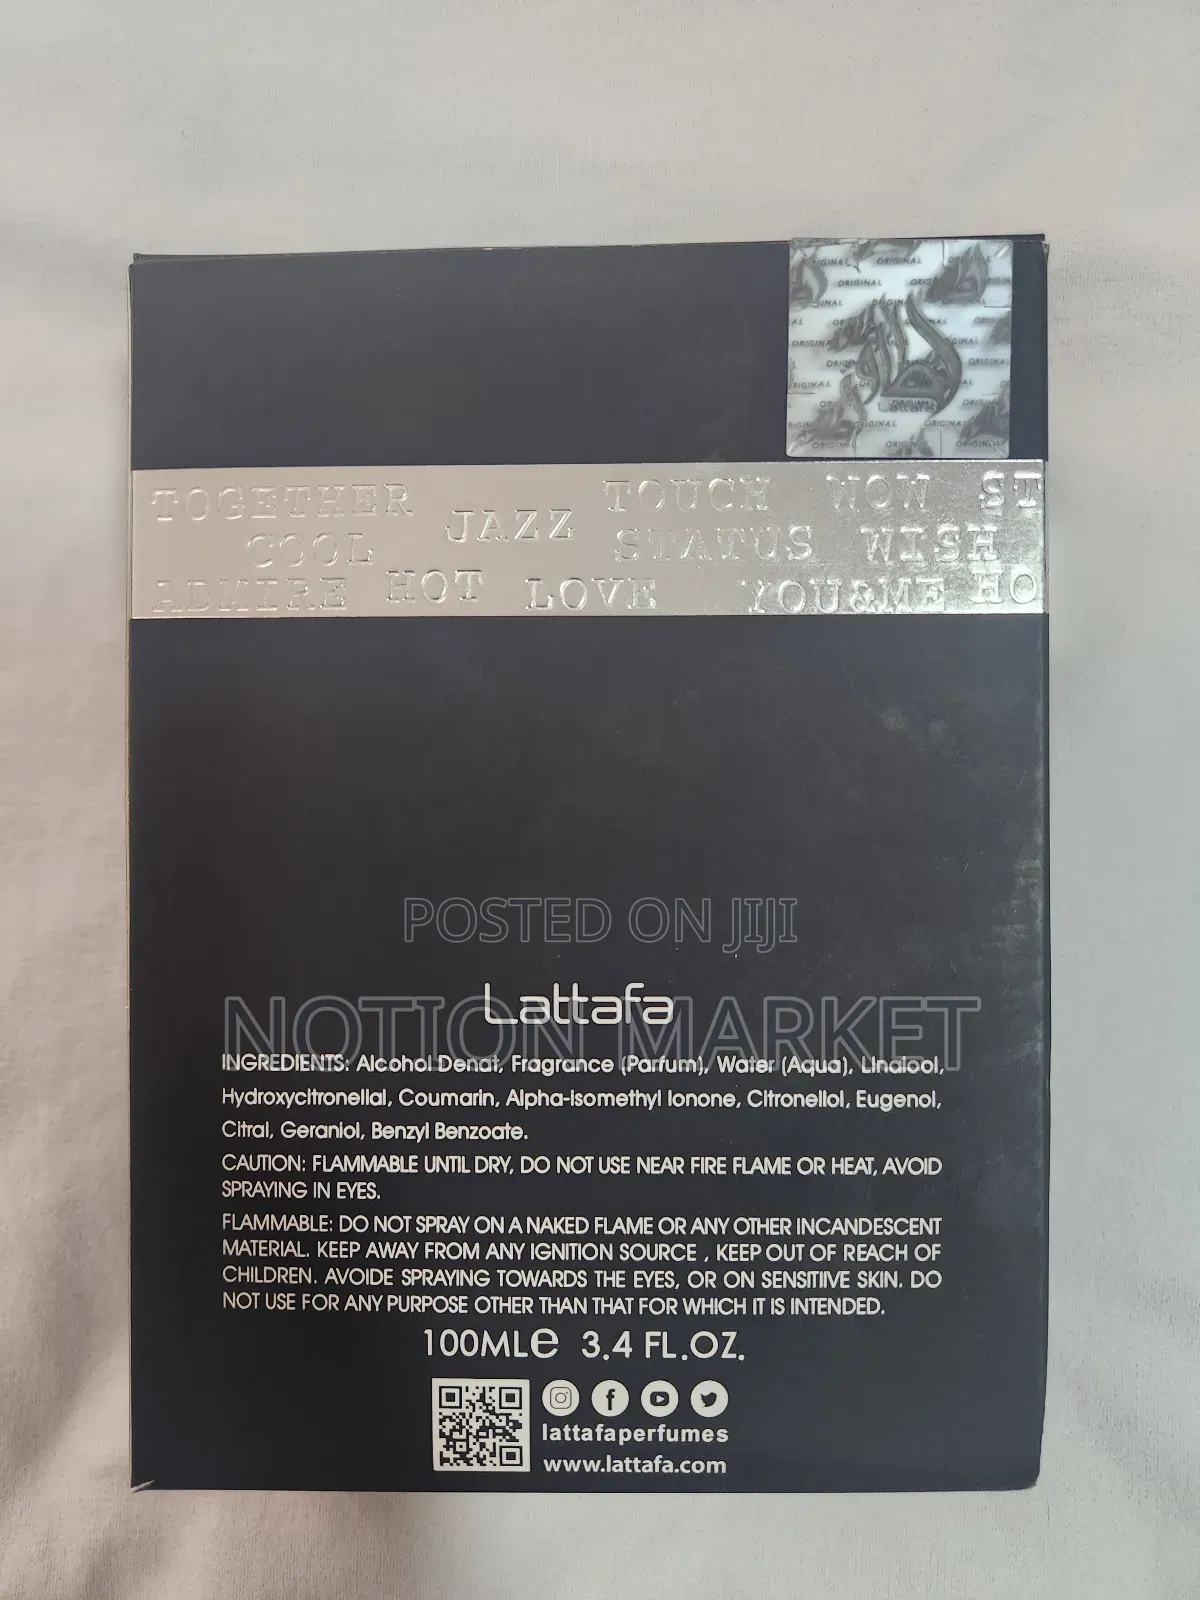 ORIGINAL
TOGETHER JAZZ TOUCH WOW ST
COOL STATUS WISH
ADMIRE HOT LOVE YOU&ME HO
POSTED ON JIJI
Lattafa
NOTION MARKET
INGREDIENTS: Alcohol Denat, Fragrance (Parfum), Water (Aqua), Linalool,
Hydroxycitronellal, Coumarin, Alpha-isomethyl Ionone, Citronellol, Eugenol,
Citral, Geraniol, Benzyl Benzoate.
CAUTION: FLAMMABLE UNTIL DRY, DO NOT USE NEAR FIRE FLAME OR HEAT, AVOID
SPRAYING IN EYES.
FLAMMABLE: DO NOT SPRAY ON A NAKED FLAME OR ANY OTHER INCANDESCENT
MATERIAL. KEEP AWAY FROM ANY IGNITION SOURCE , KEEP OUT OF REACH OF
CHILDREN. AVOIDE SPRAYING TOWARDS THE EYES, OR ON SENSITIVE SKIN. DO
NOT USE FOR ANY PURPOSE OTHER THAN THAT FOR WHICH IT IS INTENDED.
100MLe 3.4 FL.OZ.
lattafaperfumes
www.lattafa.com